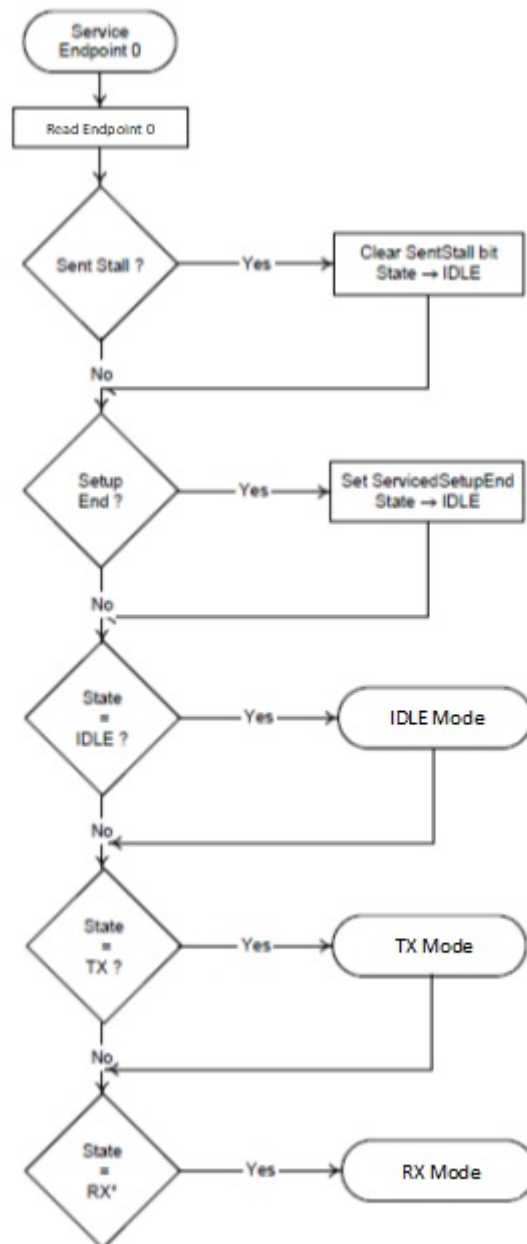 Service
Endpoint 0
Read Endpoint 0
Sent Stall ?
Yes
Clear SentStall bit
State → IDLE
No
Setup
End ?
Yes
Set ServicedSetupEnd
State → IDLE
No
State
=
IDLE ?
Yes
IDLE Mode
No
State
=
TX ?
Yes
TX Mode
No
State
=
RX*
Yes
RX Mode